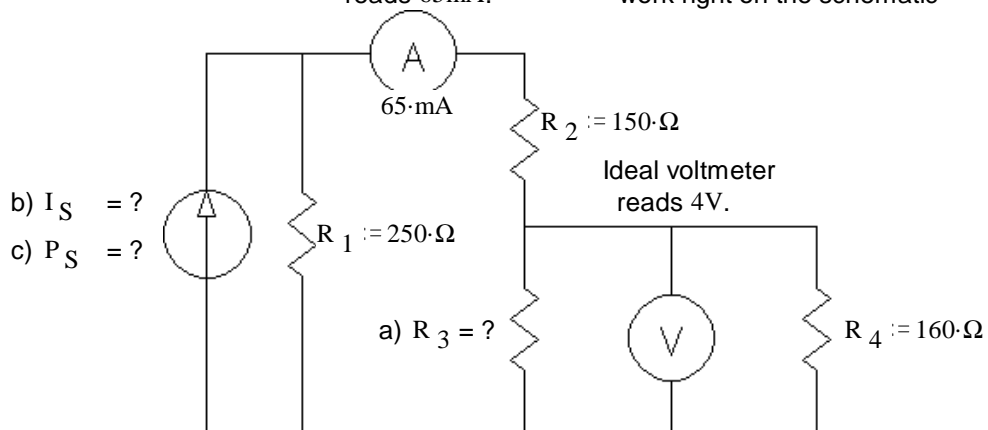 reads 65mA. work right on the schematic
A
65·mA
R 2 := 150·Ω
Ideal voltmeter
reads 4V.
b) I S = ?
c) P S = ?
R 1 := 250·Ω
a) R 3 = ?
V
R 4 := 160·Ω